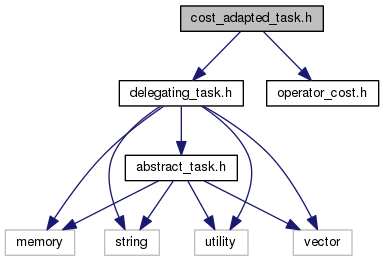 cost_adapted_task.h
delegating_task.h
operator_cost.h
abstract_task.h
memory
string
utility
vector